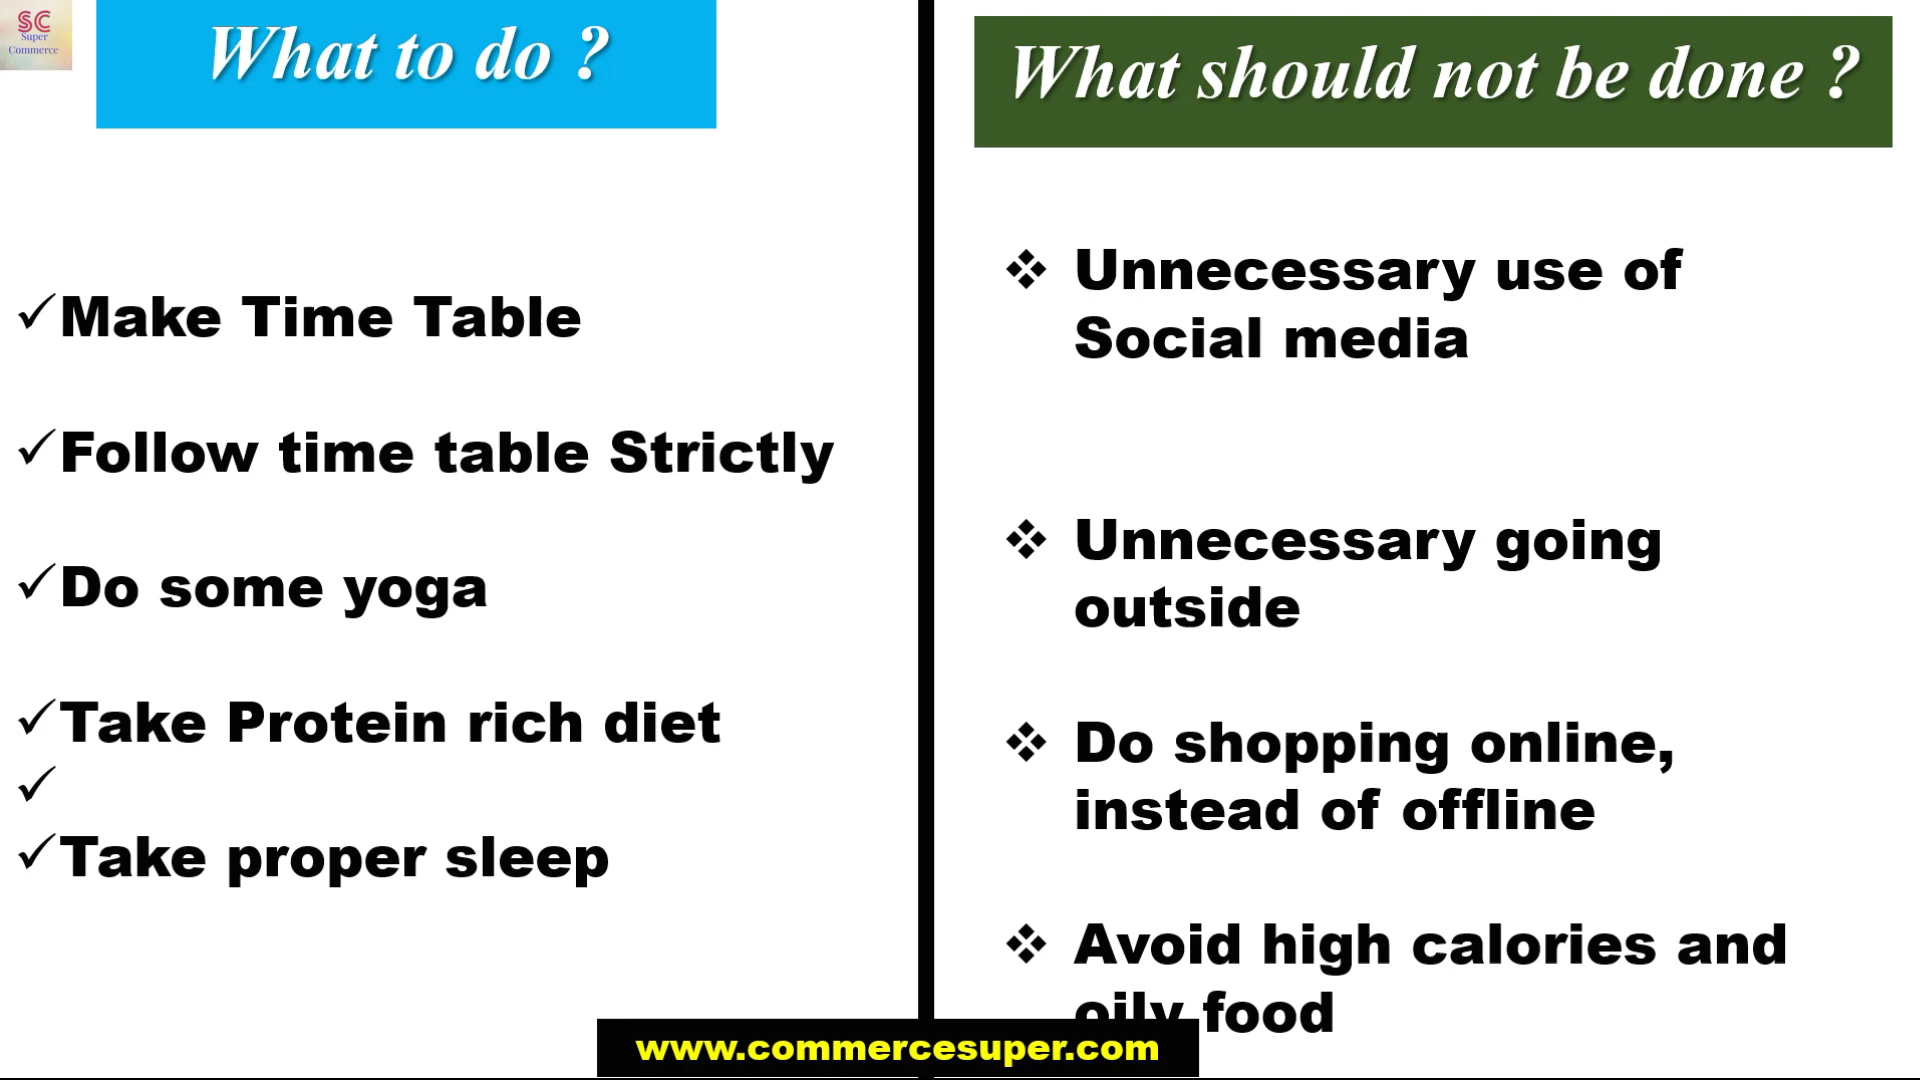 SC
Super
Commerce
What to do ?
✓Make Time Table
✓Follow time table Strictly
✓Do some yoga
✓Take Protein rich diet
✓
✓Take proper sleep
What should not be done ?
❖ Unnecessary use of
Social media
❖ Unnecessary going
outside
❖ Do shopping online,
instead of offline
❖ Avoid high calories and
oily food
www.commercesuper.com